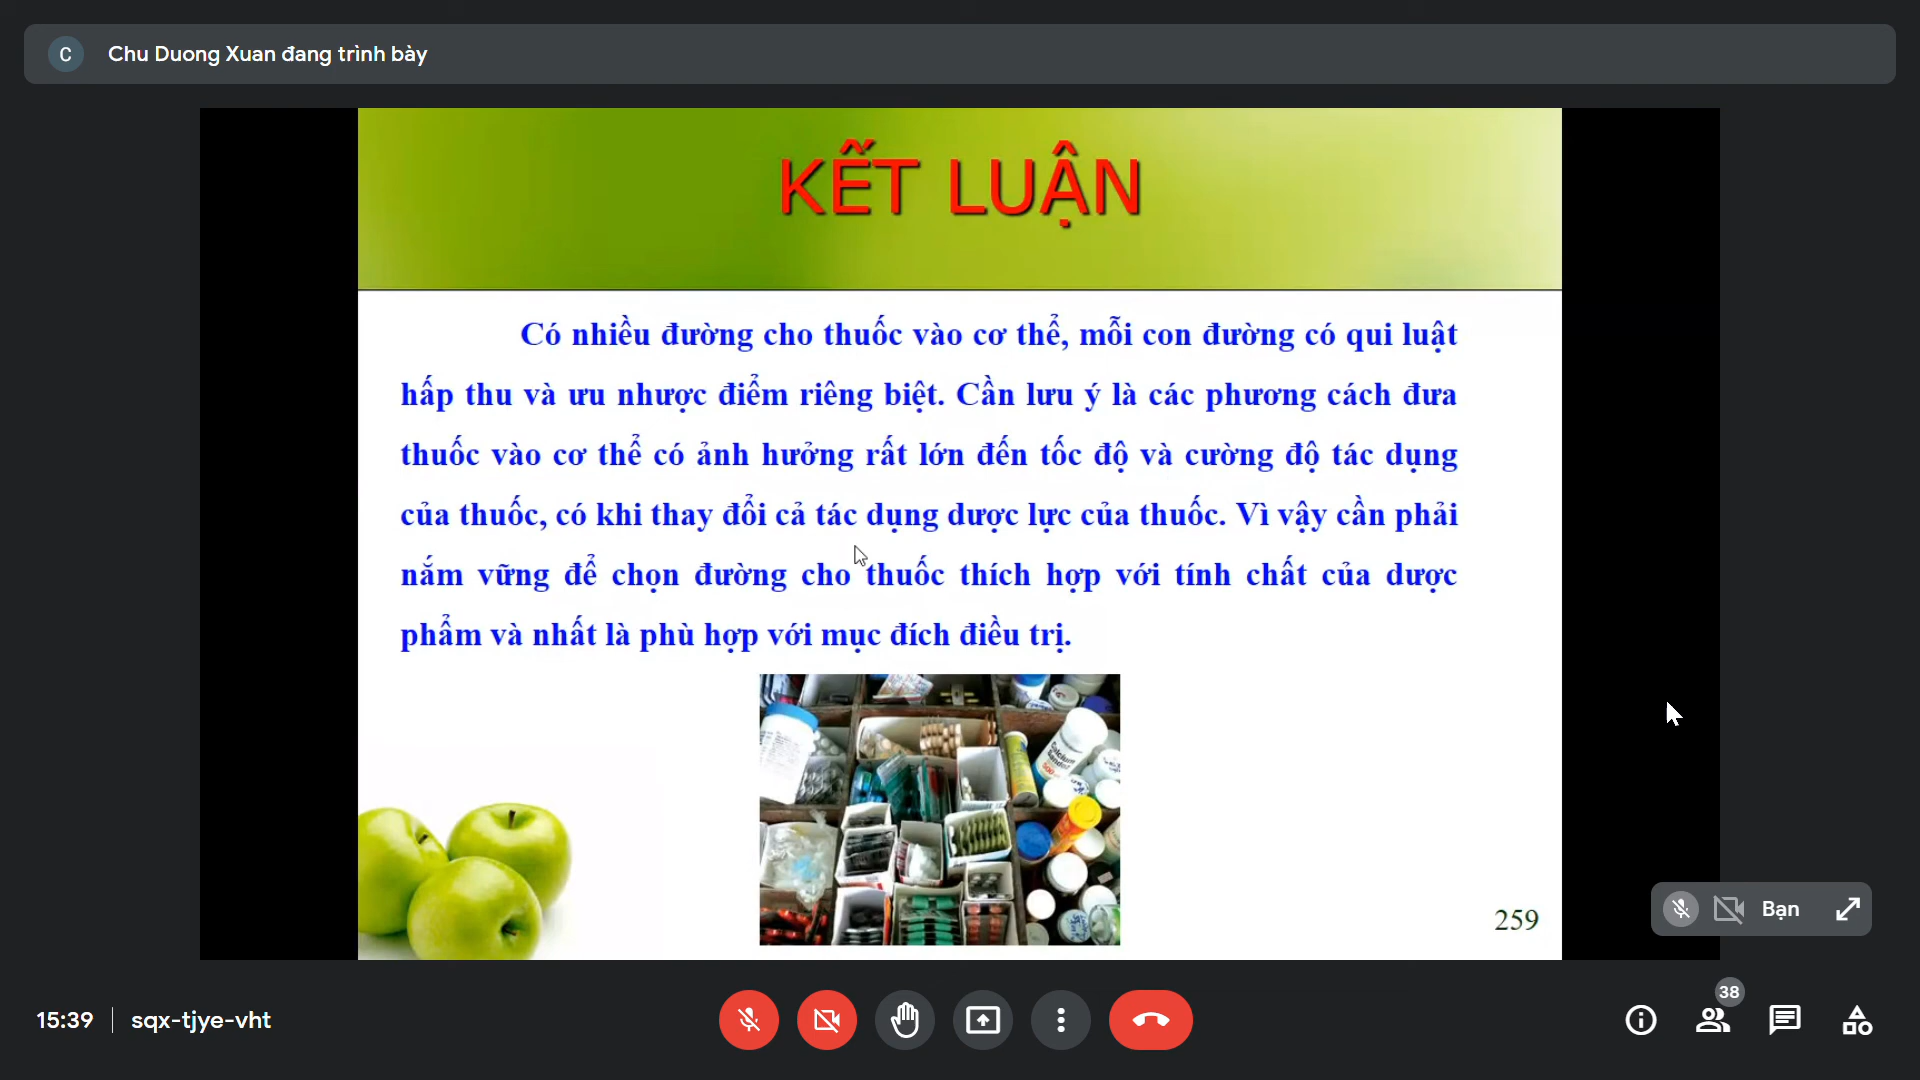 C
Chu Duong Xuan đang trình bày
KẾT LUẬN
Có nhiều đường cho thuốc vào cơ thể, mỗi con đường có qui luật
hấp thu và ưu nhược điểm riêng biệt. Cần lưu ý là các phương cách đưa
thuốc vào cơ thể có ảnh hưởng rất lớn đến tốc độ và cường độ tác dụng
của thuốc, có khi thay đổi cả tác dụng dược lực của thuốc. Vì vậy cần phải
nắm vững để chọn đường cho thuốc thích hợp với tính chất của dược
phẩm và nhất là phù hợp với mục đích điều trị.
Calcium
Sandoz
500
259
Bạn
15:39
sqx-tjye-vht
38